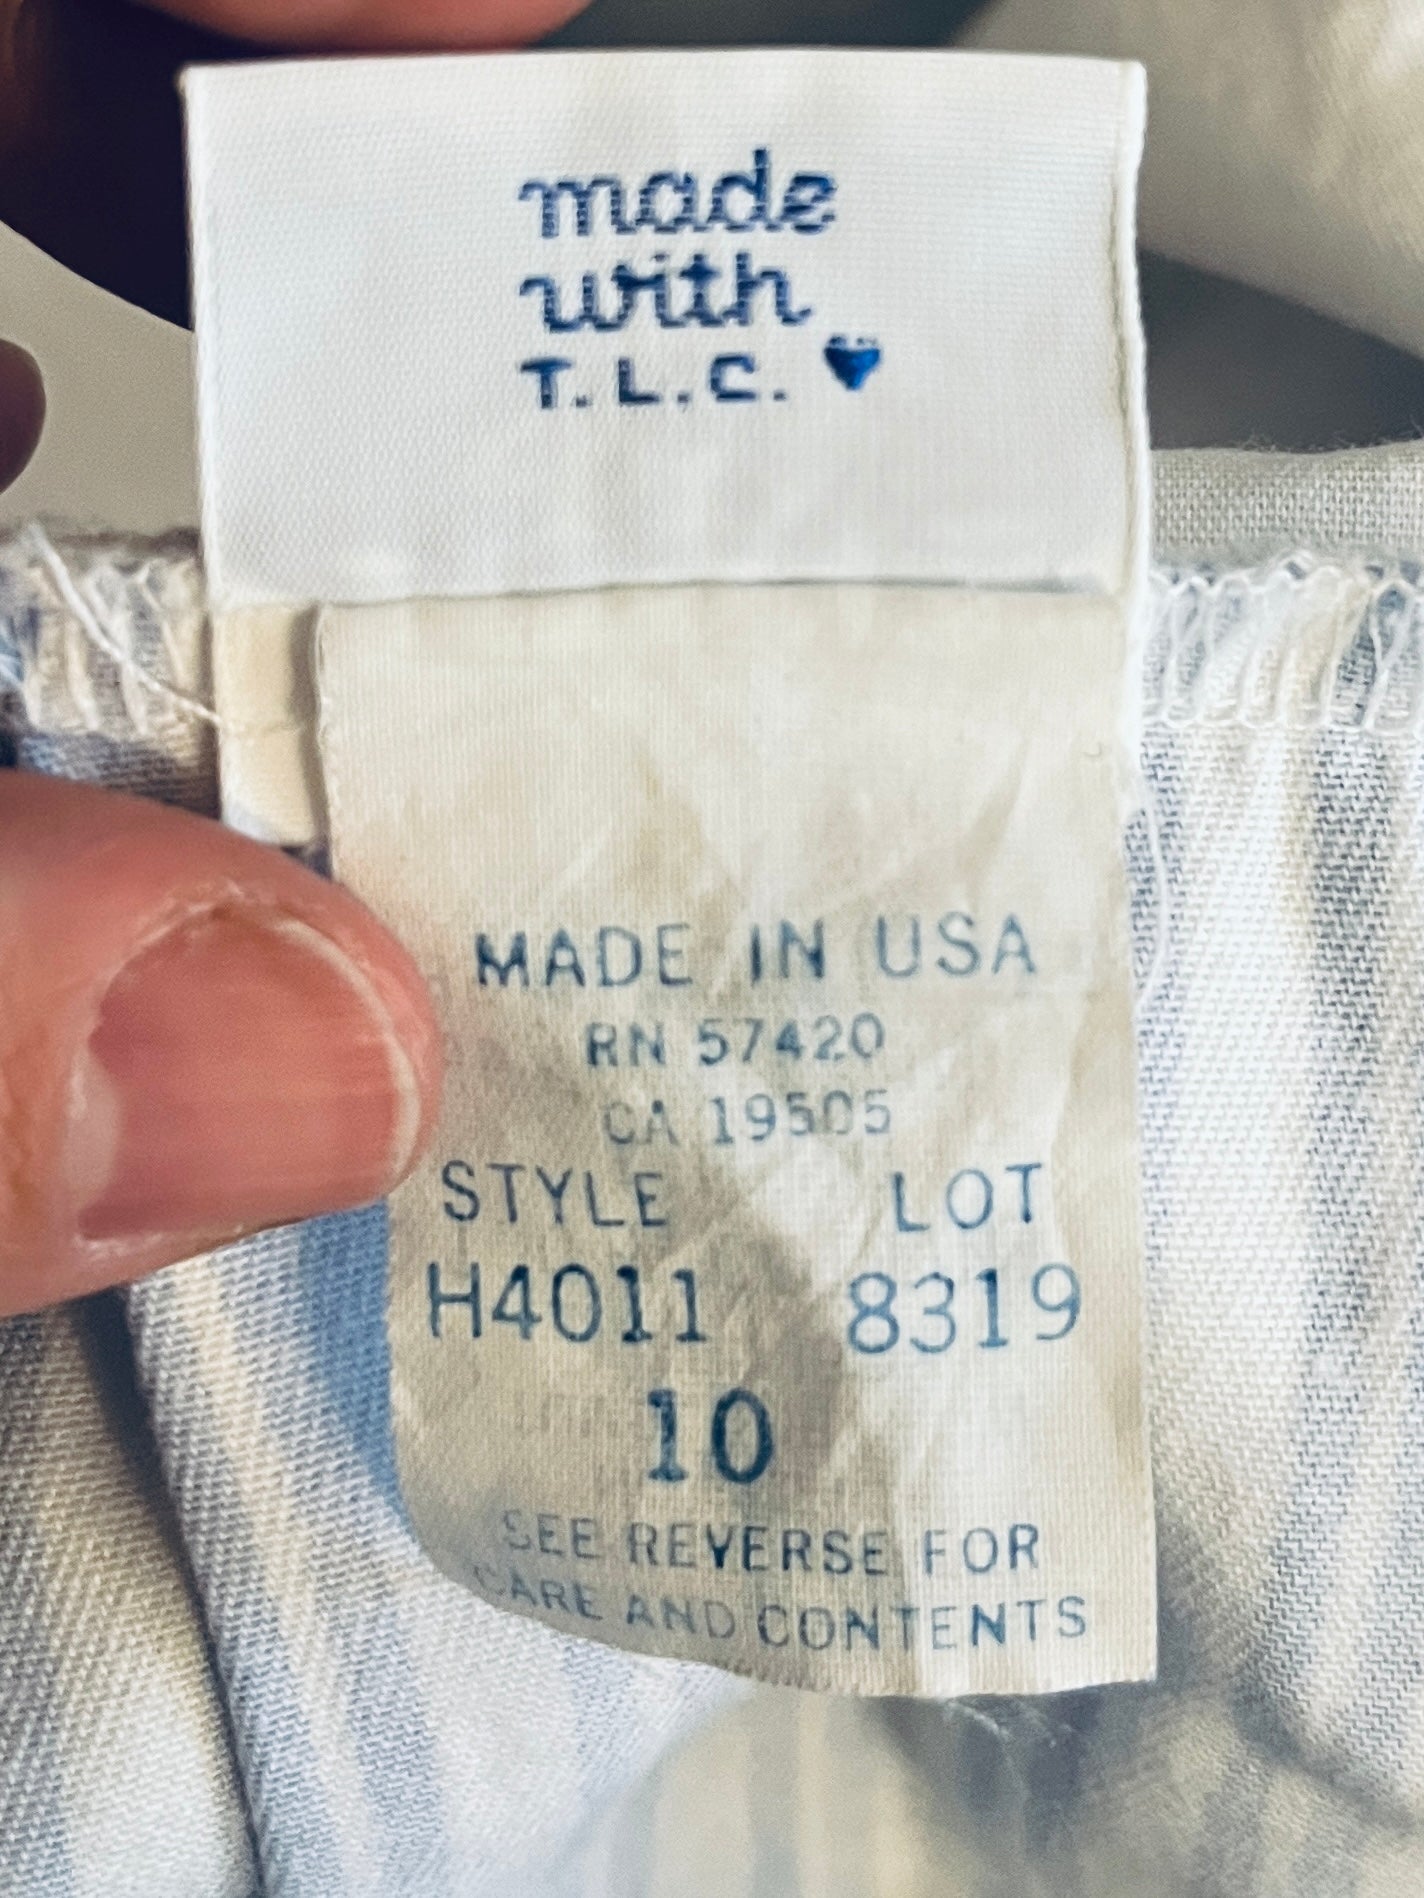 made
with
T.L.C. ♥
MADE IN USA
RN 57420
CA 19505
STYLE LOT
H4011 8319
10
SEE REVERSE FOR
CARE AND CONTENTS